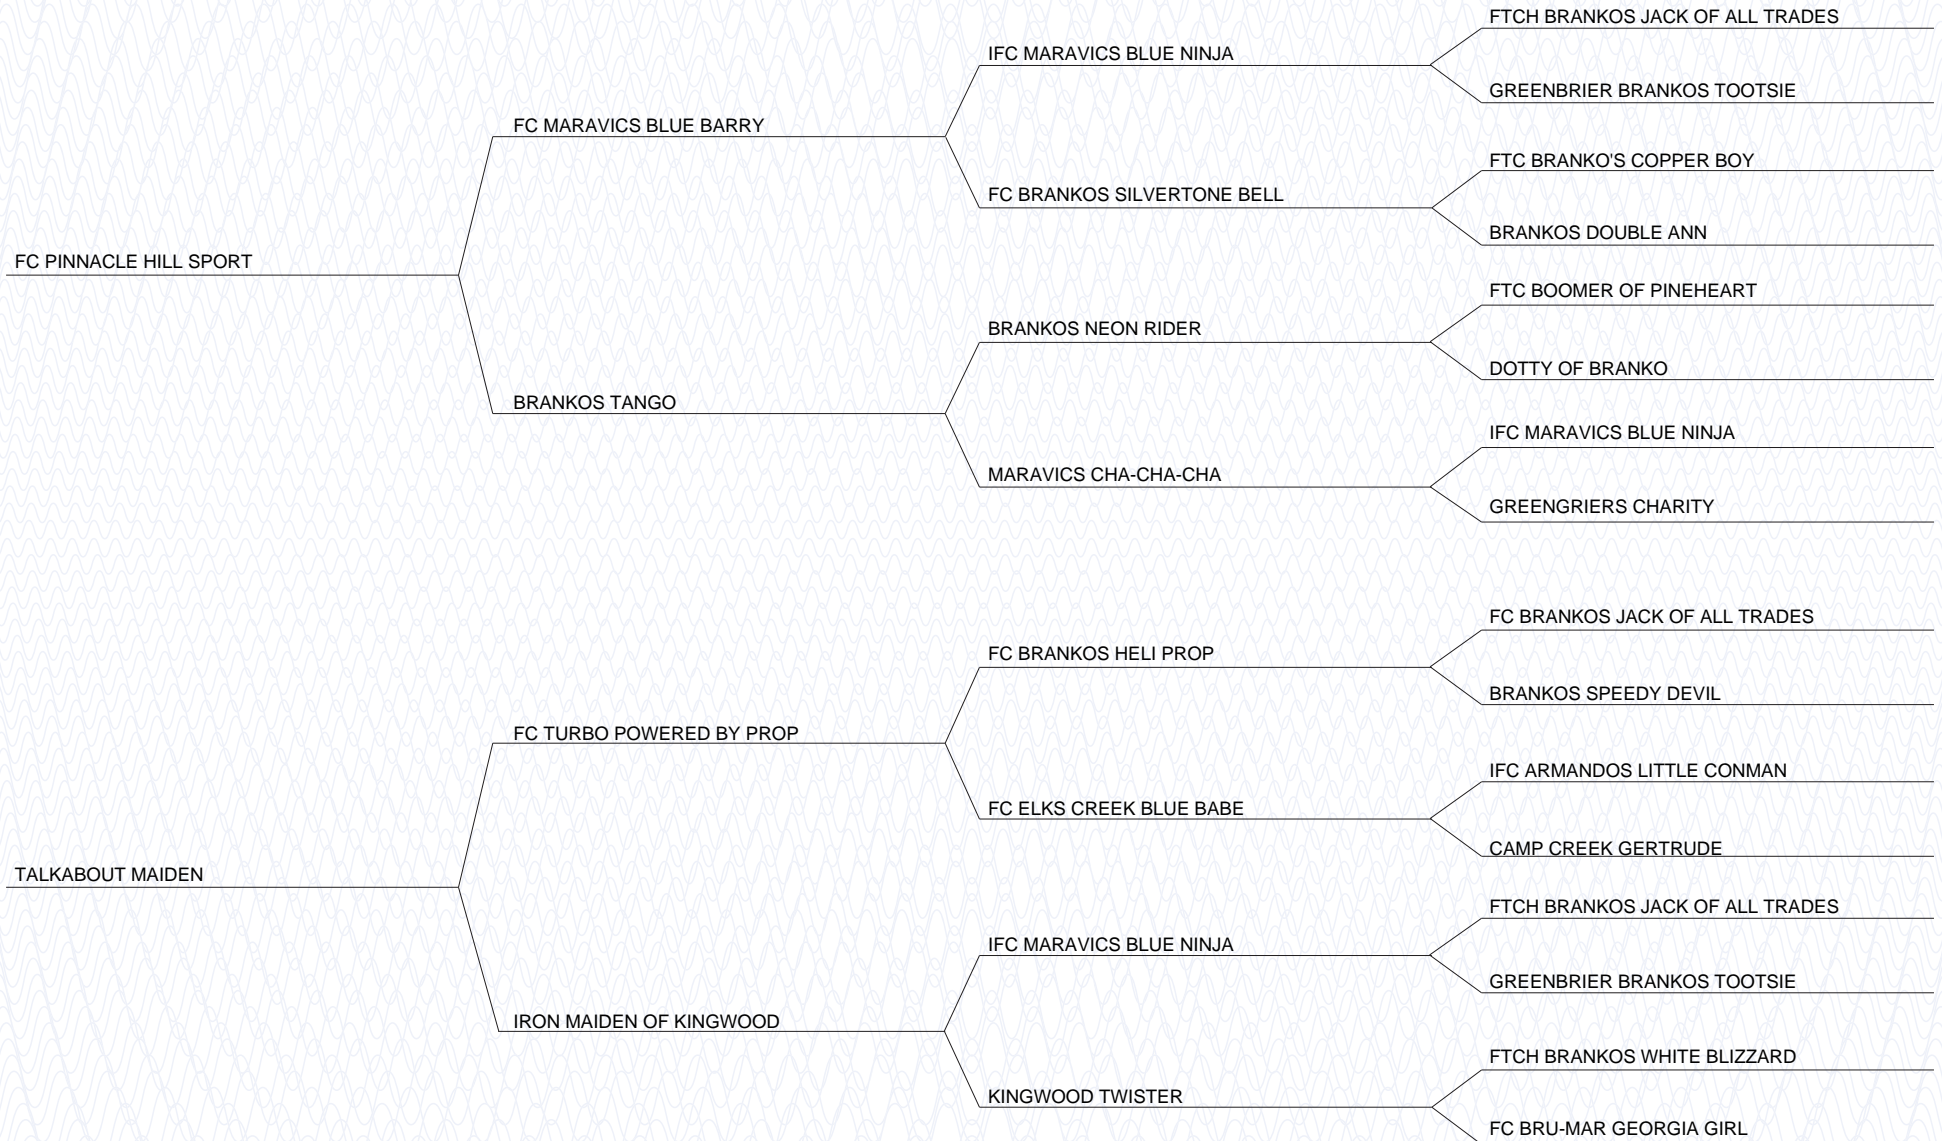 FTCH BRANKOS JACK OF ALL TRADES
IFC MARAVICS BLUE NINJA
GREENBRIER BRANKOS TOOTSIE
FC MARAVICS BLUE BARRY
FTC BRANKO'S COPPER BOY
FC BRANKOS SILVERTONE BELL
BRANKOS DOUBLE ANN
FC PINNACLE HILL SPORT
FTC BOOMER OF PINEHEART
BRANKOS NEON RIDER
DOTTY OF BRANKO
BRANKOS TANGO
IFC MARAVICS BLUE NINJA
MARAVICS CHA-CHA-CHA
GREENGRIERS CHARITY
FC BRANKOS JACK OF ALL TRADES
FC BRANKOS HELI PROP
BRANKOS SPEEDY DEVIL
FC TURBO POWERED BY PROP
IFC ARMANDOS LITTLE CONMAN
FC ELKS CREEK BLUE BABE
CAMP CREEK GERTRUDE
TALKABOUT MAIDEN
FTCH BRANKOS JACK OF ALL TRADES
IFC MARAVICS BLUE NINJA
GREENBRIER BRANKOS TOOTSIE
IRON MAIDEN OF KINGWOOD
FTCH BRANKOS WHITE BLIZZARD
KINGWOOD TWISTER
FC BRU-MAR GEORGIA GIRL